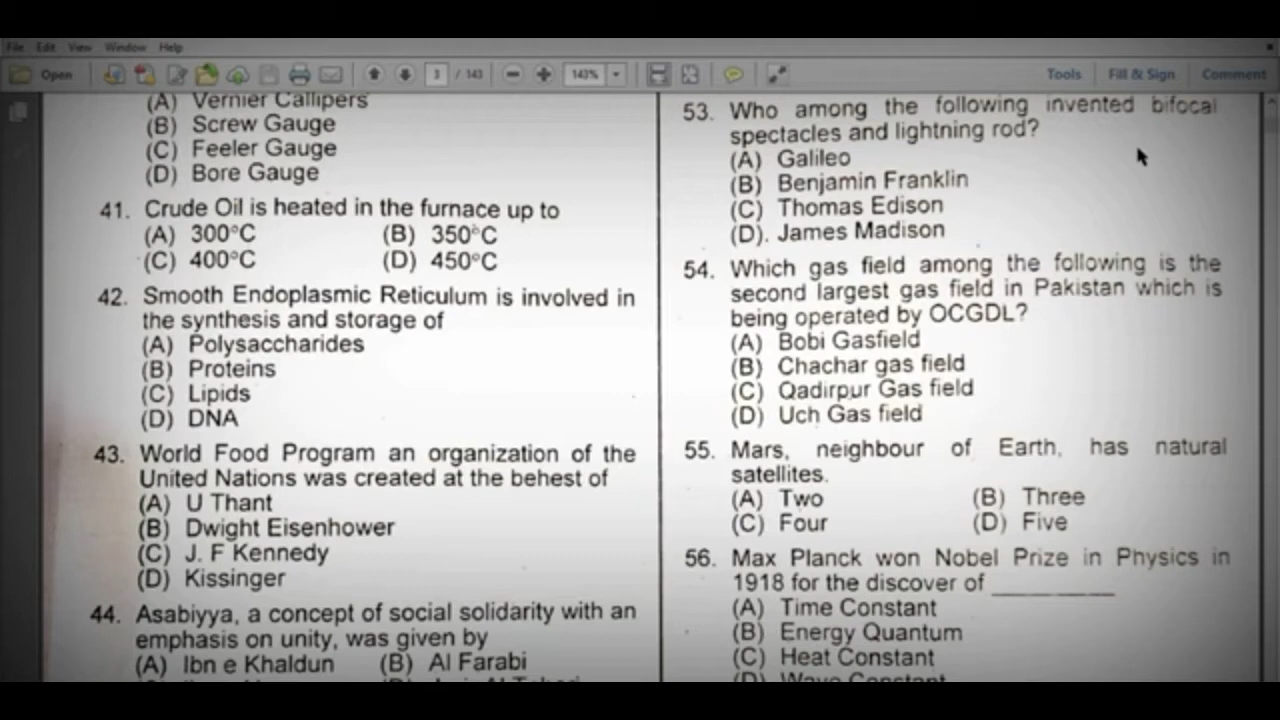 File Edit View Window Help
Open 3 / 143 143% Tools Fill & Sign Comment
(A) Vernier Callipers
(B) Screw Gauge
(C) Feeler Gauge
(D) Bore Gauge
41. Crude Oil is heated in the furnace up to
(A) 300°C (B) 350°C
(C) 400°C (D) 450°C
42. Smooth Endoplasmic Reticulum is involved in
the synthesis and storage of
(A) Polysaccharides
(B) Proteins
(C) Lipids
(D) DNA
43. World Food Program an organization of the
United Nations was created at the behest of
(A) U Thant
(B) Dwight Eisenhower
(C) J. F Kennedy
(D) Kissinger
44. Asabiyya, a concept of social solidarity with an
emphasis on unity, was given by
(A) Ibn e Khaldun (B) Al Farabi
53. Who among the following invented bifocal
spectacles and lightning rod?
(A) Galileo
(B) Benjamin Franklin
(C) Thomas Edison
(D). James Madison
54. Which gas field among the following is the
second largest gas field in Pakistan which is
being operated by OCGDL?
(A) Bobi Gasfield
(B) Chachar gas field
(C) Qadirpur Gas field
(D) Uch Gas field
55. Mars, neighbour of Earth, has natural
satellites.
(A) Two (B) Three
(C) Four (D) Five
56. Max Planck won Nobel Prize in Physics in
1918 for the discover of __________
(A) Time Constant
(B) Energy Quantum
(C) Heat Constant
(D) Wave Constant